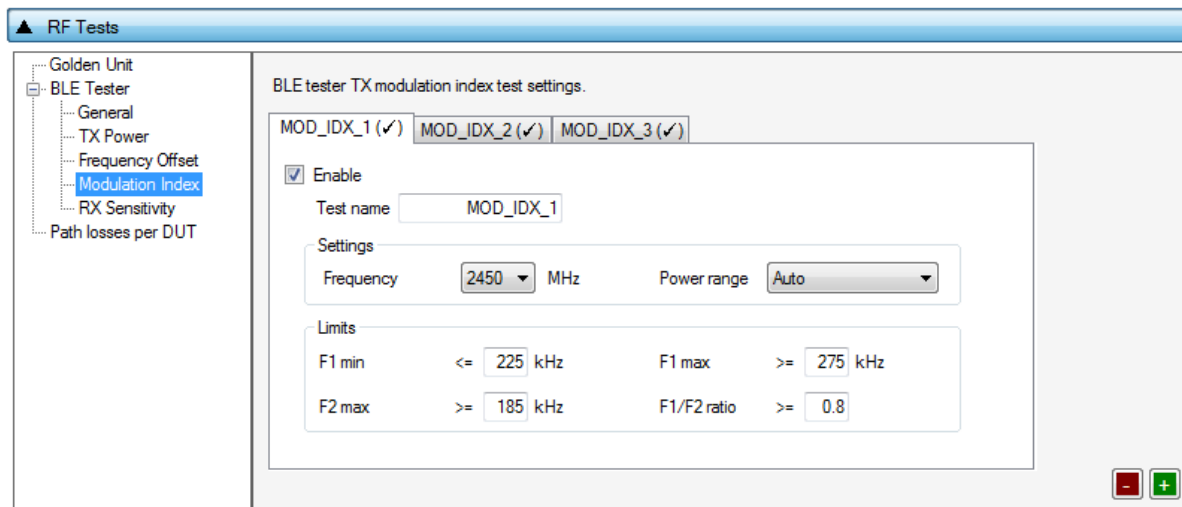 ▲ RF Tests
Golden Unit
BLE Tester
General
TX Power
Frequency Offset
Modulation Index
RX Sensitivity
Path losses per DUT
BLE tester TX modulation index test settings.
MOD_IDX_1 (✓) MOD_IDX_2 (✓) MOD_IDX_3 (✓)
Enable
Test name MOD_IDX_1
Settings
Frequency 2450 MHz Power range Auto
Limits
F1 min <= 225 kHz F1 max >= 275 kHz
F2 max >= 185 kHz F1/F2 ratio >= 0.8
- +